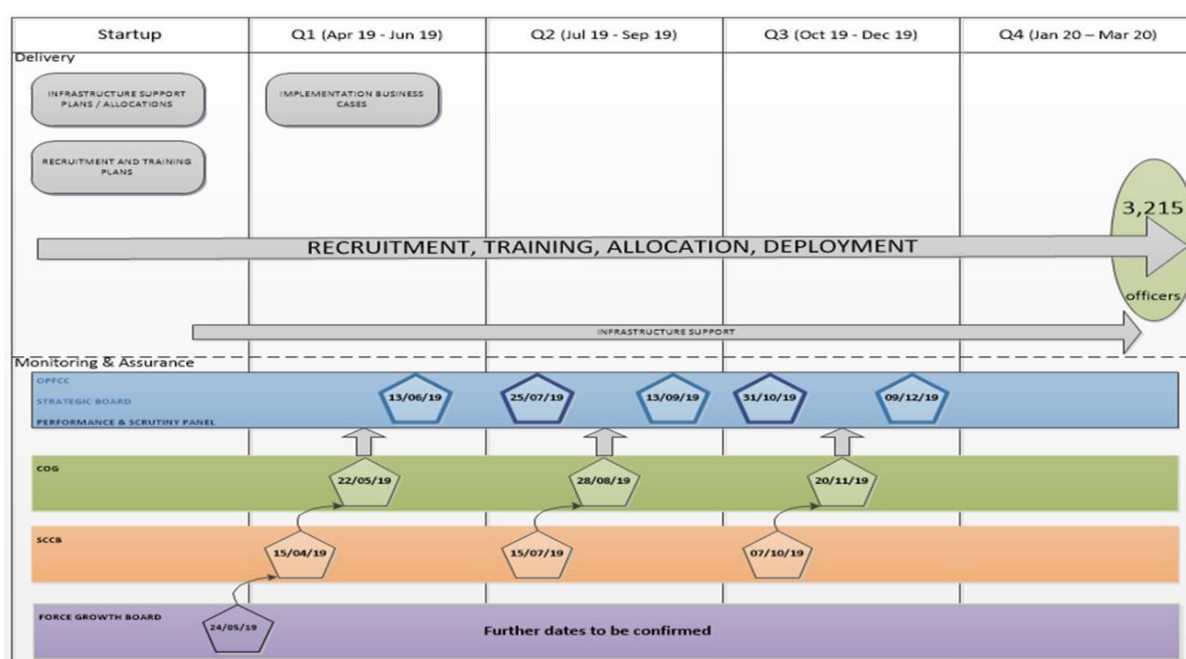 Startup
Q1 (Apr 19 - Jun 19)
Q2 (Jul 19 - Sep 19)
Q3 (Oct 19 - Dec 19)
Q4 (Jan 20 – Mar 20)
Delivery
INFRASTRUCTURE SUPPORT
PLANS / ALLOCATIONS
IMPLEMENTATION BUSINESS
CASES
RECRUITMENT AND TRAINING
PLANS
3,215
RECRUITMENT, TRAINING, ALLOCATION, DEPLOYMENT
officers
INFRASTRUCTURE SUPPORT
Monitoring & Assurance
OPFCC
STRATEGIC BOARD
PERFORMANCE & SCRUTINY PANEL
13/06/19
25/07/19
13/09/19
31/10/19
09/12/19
COG
22/05/19
28/08/19
20/11/19
SCCB
15/04/19
15/07/19
07/10/19
FORCE GROWTH BOARD
24/05/19
Further dates to be confirmed